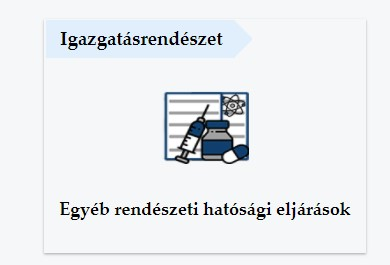 Igazgatásrendészet
Egyéb rendészeti hatósági eljárások